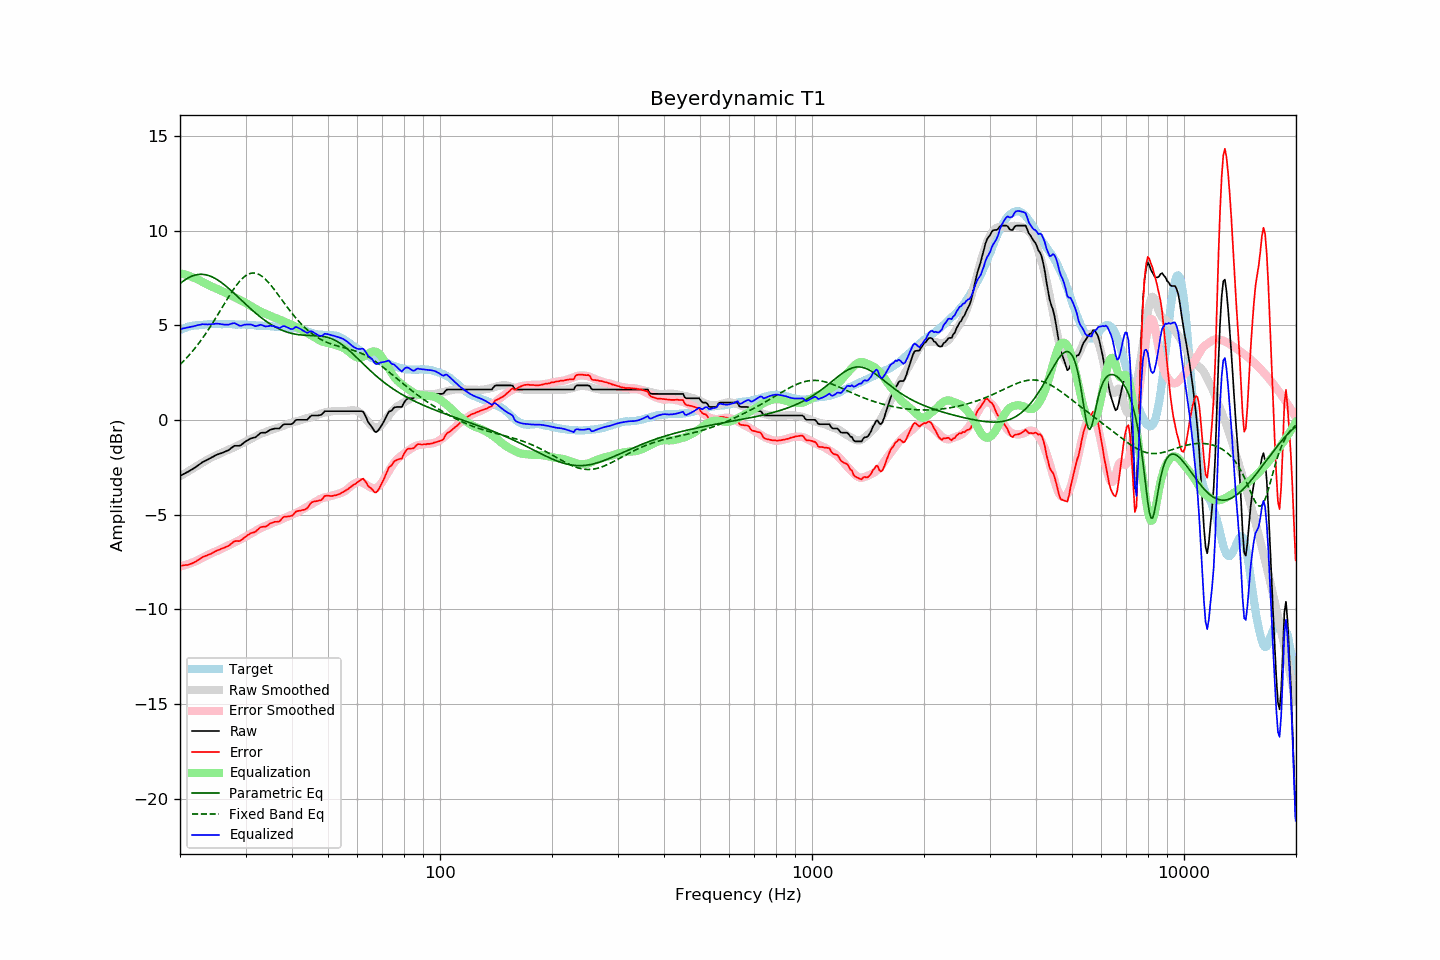 Beyerdynamic T1
Amplitude (dBr)
15
10
5
0
−5
−10
−15
−20
Target
Raw Smoothed
Error Smoothed
Raw
Error
Equalization
Parametric Eq
Fixed Band Eq
Equalized
100
1000
10000
Frequency (Hz)